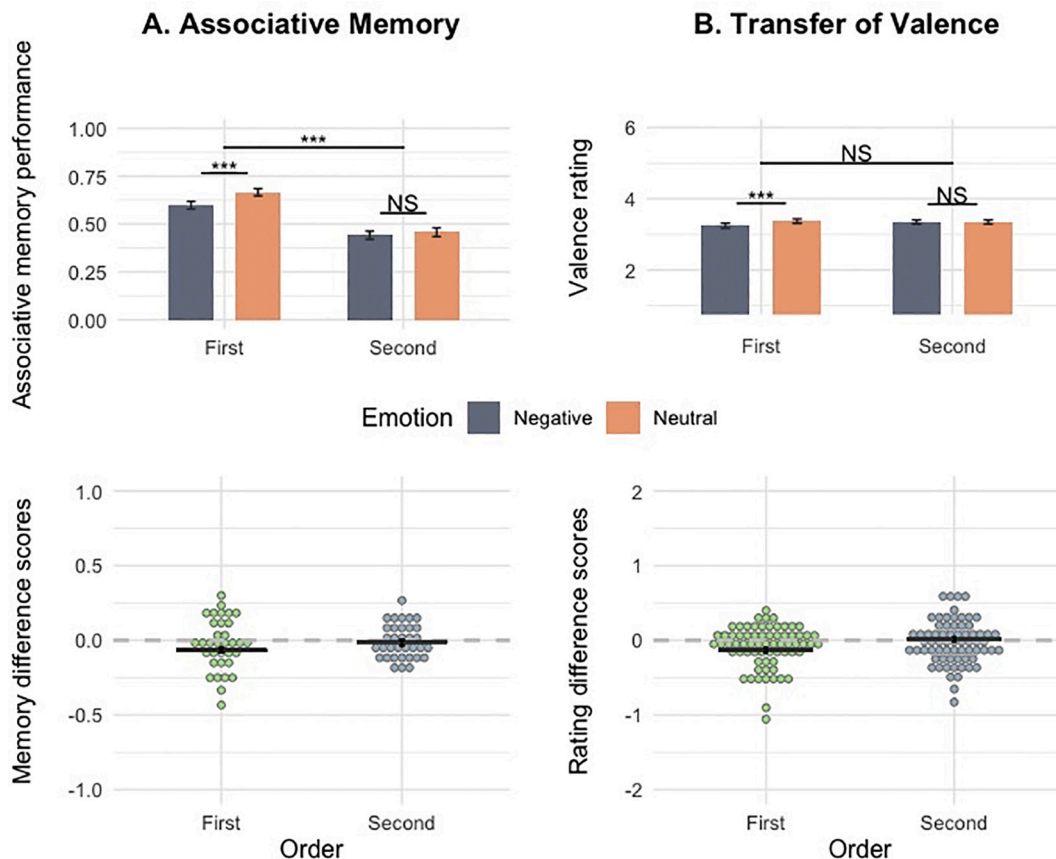 A. Associative Memory
Associative memory performance
1.00
0.75
0.50
0.25
0.00
***
***
NS
First
Second
B. Transfer of Valence
Valence rating
6
4
2
NS
***
NS
First
Second
Emotion Negative Neutral
Memory difference scores
1.0
0.5
0.0
-0.5
-1.0
First
Second
Order
Rating difference scores
2
1
0
-1
-2
First
Second
Order